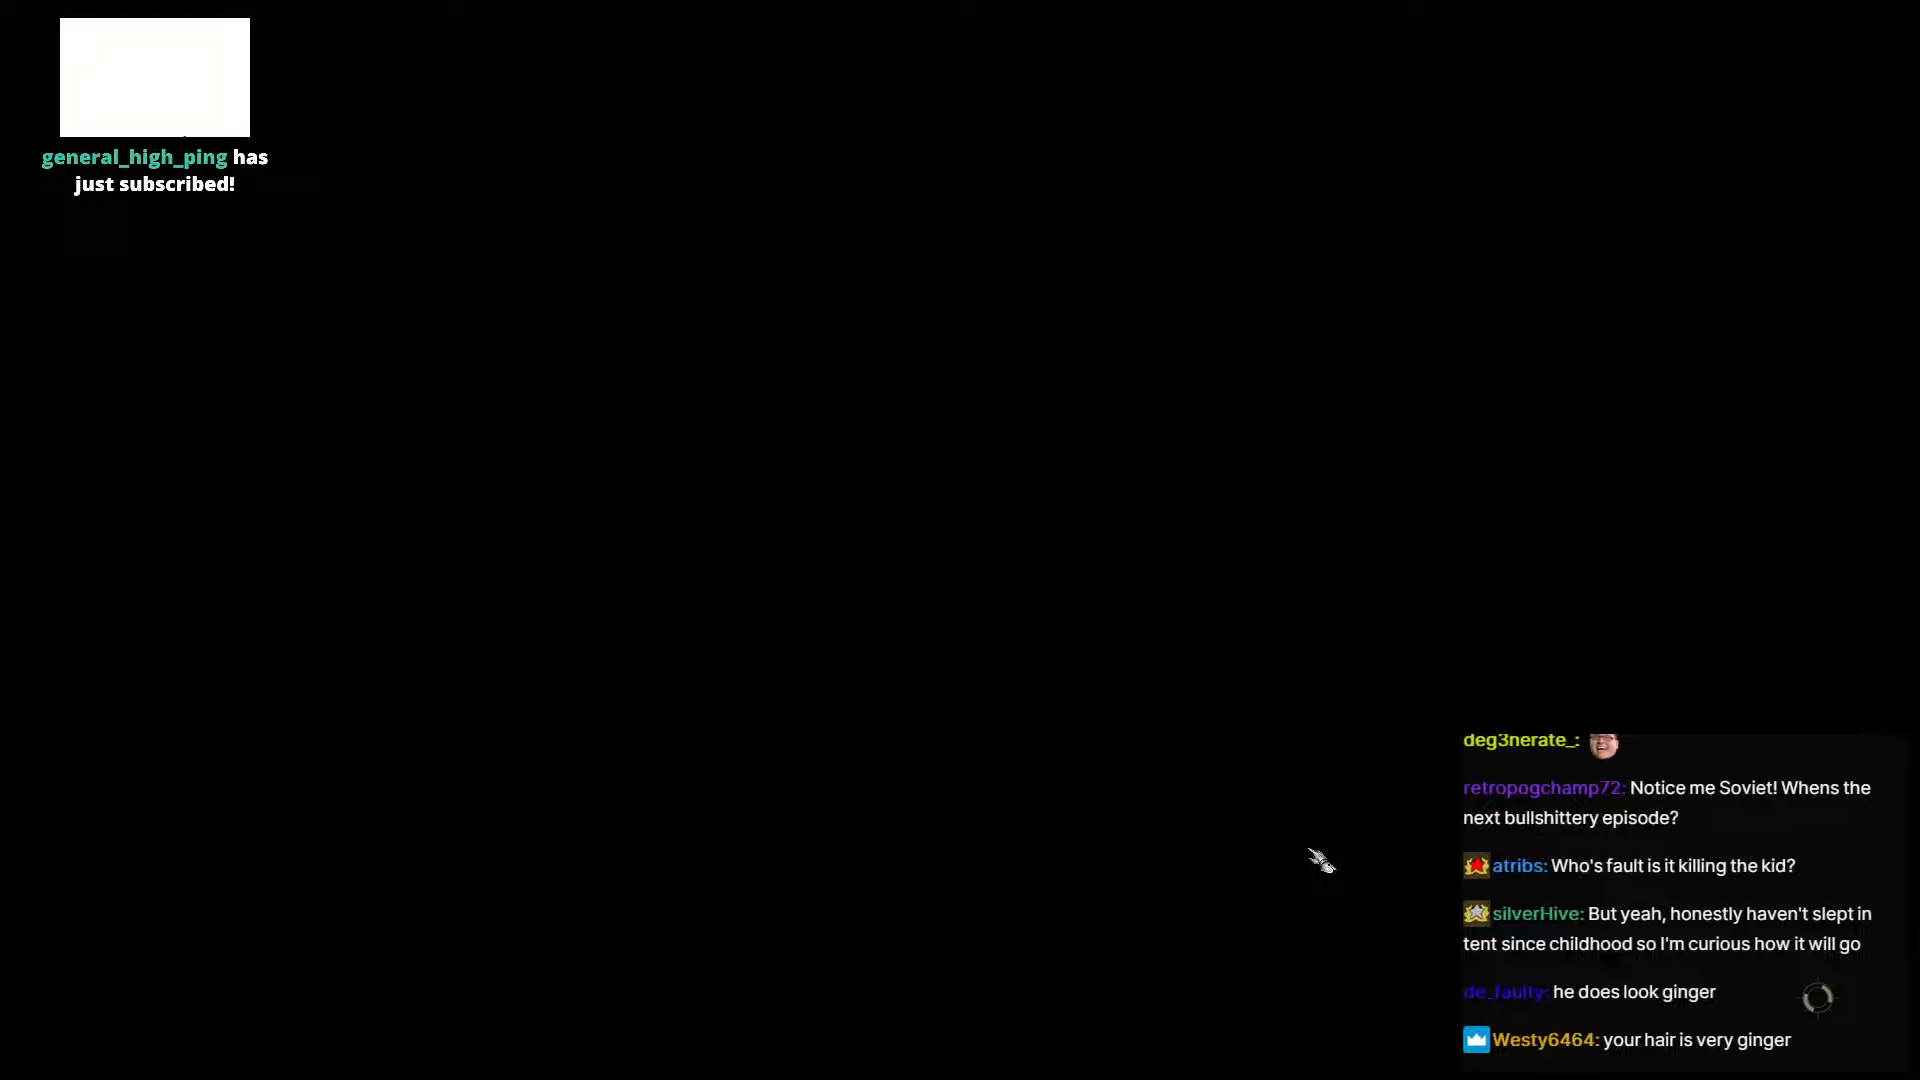 general_high_ping has
just subscribed!
deg3nerate_:
retropogchamp72: Notice me Soviet! Whens the
next bullshittery episode?
atribs: Who's fault is it killing the kid?
silverHive: But yeah, honestly haven't slept in
tent since childhood so I'm curious how it will go
de_faulty: he does look ginger
Westy6464: your hair is very ginger